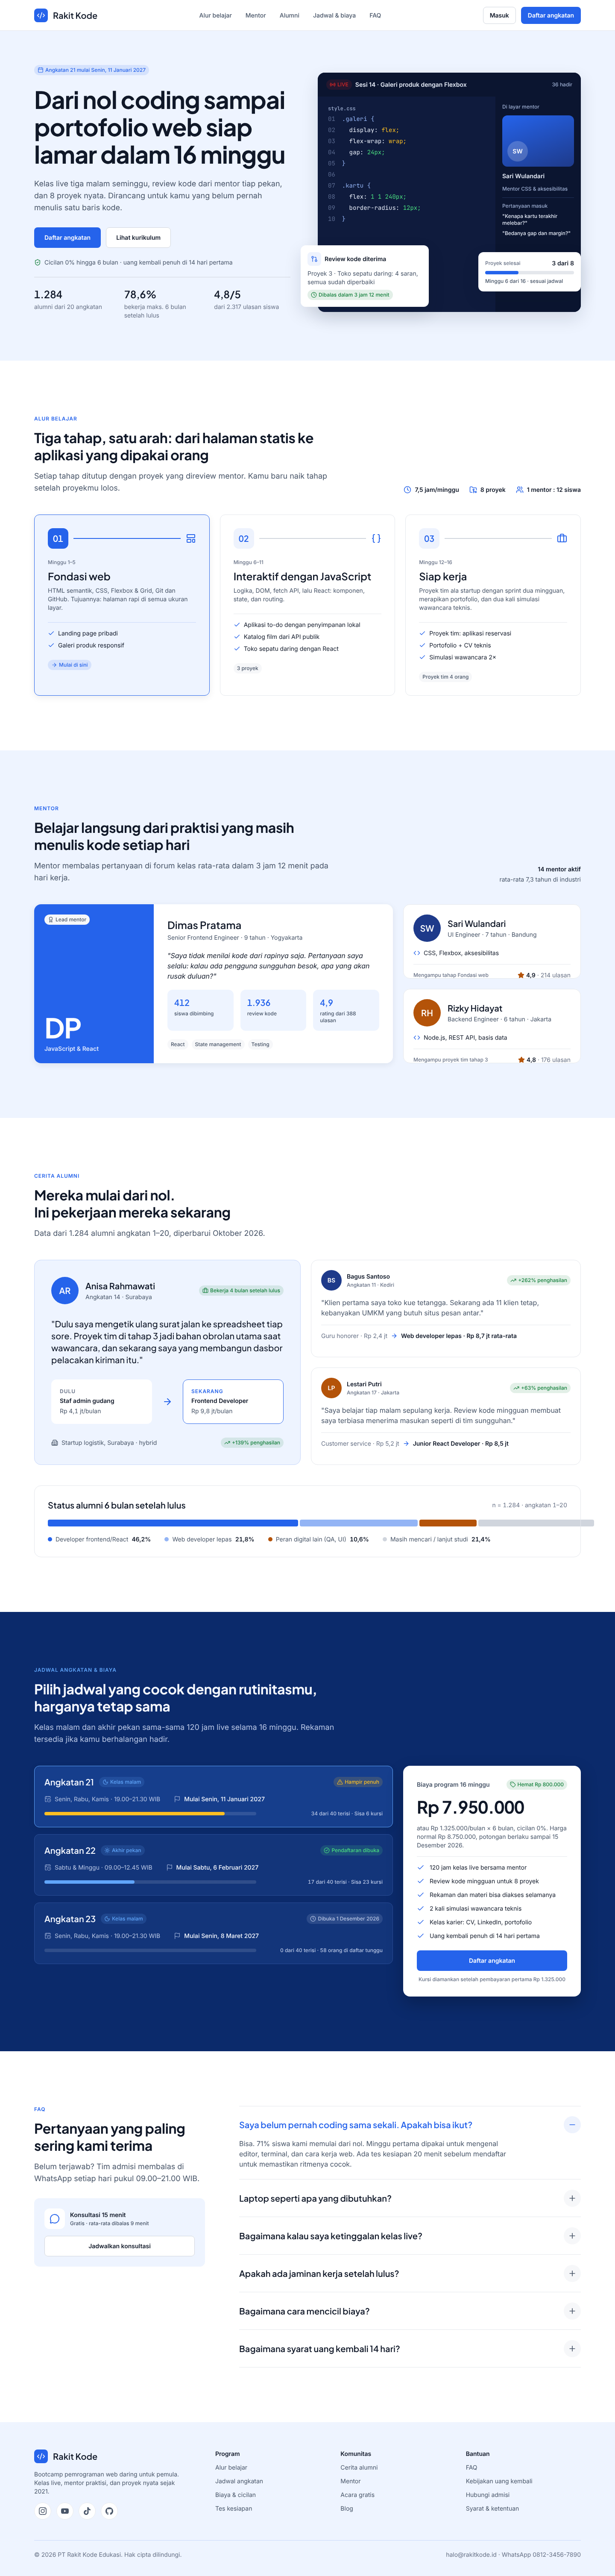 Rakit Kode
Alur belajar
Mentor
Alumni
Jadwal & biaya
FAQ
Masuk
Daftar angkatan
Angkatan 21 mulai Senin, 11 Januari 2027
Dari nol coding sampai
portofolio web siap
lamar dalam 16 minggu
Kelas live tiga malam seminggu, review kode dari mentor tiap pekan,
dan 8 proyek nyata. Dirancang untuk kamu yang belum pernah
menulis satu baris kode.
Daftar angkatan
Lihat kurikulum
Cicilan 0% hingga 6 bulan · uang kembali penuh di 14 hari pertama
1.284
alumni dari 20 angkatan
78,6%
bekerja maks. 6 bulan
setelah lulus
4,8/5
dari 2.317 ulasan siswa
LIVE
Sesi 14 · Galeri produk dengan Flexbox
36 hadir
style.css
01 .galeri {
02 display: flex;
03 flex-wrap: wrap;
04 gap: 24px;
05 }
06
07 .kartu {
08 flex: 1 1 240px;
09 border-radius: 12px;
10 }
Di layar mentor
SW
Sari Wulandari
Mentor CSS & aksesibilitas
Pertanyaan masuk
"Kenapa kartu terakhir
melebar?"
"Bedanya gap dan margin?"
Review kode diterima
Proyek 3 · Toko sepatu daring: 4 saran,
semua sudah diperbaiki
Dibalas dalam 3 jam 12 menit
Proyek selesai
3 dari 8
Minggu 6 dari 16 · sesuai jadwal
ALUR BELAJAR
Tiga tahap, satu arah: dari halaman statis ke
aplikasi yang dipakai orang
Setiap tahap ditutup dengan proyek yang direview mentor. Kamu baru naik tahap
setelah proyekmu lolos.
7,5 jam/minggu
8 proyek
1 mentor : 12 siswa
01
Minggu 1–5
Fondasi web
HTML semantik, CSS, Flexbox & Grid, Git dan
GitHub. Tujuannya: halaman rapi di semua ukuran
layar.
Landing page pribadi
Galeri produk responsif
Mulai di sini
02
Minggu 6–11
Interaktif dengan JavaScript
Logika, DOM, fetch API, lalu React: komponen,
state, dan routing.
Aplikasi to-do dengan penyimpanan lokal
Katalog film dari API publik
Toko sepatu daring dengan React
3 proyek
03
Minggu 12–16
Siap kerja
Proyek tim ala startup dengan sprint dua mingguan,
merapikan portofolio, dan dua kali simulasi
wawancara teknis.
Proyek tim: aplikasi reservasi
Portofolio + CV teknis
Simulasi wawancara 2×
Proyek tim 4 orang
MENTOR
Belajar langsung dari praktisi yang masih
menulis kode setiap hari
Mentor membalas pertanyaan di forum kelas rata-rata dalam 3 jam 12 menit pada
hari kerja.
14 mentor aktif
rata-rata 7,3 tahun di industri
Lead mentor
DP
JavaScript & React
Dimas Pratama
Senior Frontend Engineer · 9 tahun · Yogyakarta
"Saya tidak menilai kode dari rapinya saja. Pertanyaan saya
selalu: kalau ada pengguna sungguhan besok, apa yang akan
rusak duluan?"
412
siswa dibimbing
1.936
review kode
4,9
rating dari 388
ulasan
React
State management
Testing
SW
Sari Wulandari
UI Engineer · 7 tahun · Bandung
CSS, Flexbox, aksesibilitas
Mengampu tahap Fondasi web
4,9 · 214 ulasan
RH
Rizky Hidayat
Backend Engineer · 6 tahun · Jakarta
Node.js, REST API, basis data
Mengampu proyek tim tahap 3
4,8 · 176 ulasan
CERITA ALUMNI
Mereka mulai dari nol.
Ini pekerjaan mereka sekarang
Data dari 1.284 alumni angkatan 1–20, diperbarui Oktober 2026.
AR
Anisa Rahmawati
Angkatan 14 · Surabaya
Bekerja 4 bulan setelah lulus
"Dulu saya mengetik ulang surat jalan ke spreadsheet tiap
sore. Proyek tim di tahap 3 jadi bahan obrolan utama saat
wawancara, dan sekarang saya yang membangun dasbor
pelacakan kiriman itu."
DULU
Staf admin gudang
Rp 4,1 jt/bulan
SEKARANG
Frontend Developer
Rp 9,8 jt/bulan
Startup logistik, Surabaya · hybrid
+139% penghasilan
BS
Bagus Santoso
Angkatan 11 · Kediri
+262% penghasilan
"Klien pertama saya toko kue tetangga. Sekarang ada 11 klien tetap,
kebanyakan UMKM yang butuh situs pesan antar."
Guru honorer · Rp 2,4 jt
Web developer lepas · Rp 8,7 jt rata-rata
LP
Lestari Putri
Angkatan 17 · Jakarta
+63% penghasilan
"Saya belajar tiap malam sepulang kerja. Review kode mingguan membuat
saya terbiasa menerima masukan seperti di tim sungguhan."
Customer service · Rp 5,2 jt
Junior React Developer · Rp 8,5 jt
Status alumni 6 bulan setelah lulus
n = 1.284 · angkatan 1–20
Developer frontend/React 46,2%
Web developer lepas 21,8%
Peran digital lain (QA, UI) 10,6%
Masih mencari / lanjut studi 21,4%
JADWAL ANGKATAN & BIAYA
Pilih jadwal yang cocok dengan rutinitasmu,
harganya tetap sama
Kelas malam dan akhir pekan sama-sama 120 jam live selama 16 minggu. Rekaman
tersedia jika kamu berhalangan hadir.
Angkatan 21
Kelas malam
Hampir penuh
Senin, Rabu, Kamis · 19.00–21.30 WIB
Mulai Senin, 11 Januari 2027
34 dari 40 terisi · Sisa 6 kursi
Angkatan 22
Akhir pekan
Pendaftaran dibuka
Sabtu & Minggu · 09.00–12.45 WIB
Mulai Sabtu, 6 Februari 2027
17 dari 40 terisi · Sisa 23 kursi
Angkatan 23
Kelas malam
Dibuka 1 Desember 2026
Senin, Rabu, Kamis · 19.00–21.30 WIB
Mulai Senin, 8 Maret 2027
0 dari 40 terisi · 58 orang di daftar tunggu
Biaya program 16 minggu
Hemat Rp 800.000
Rp 7.950.000
atau Rp 1.325.000/bulan × 6 bulan, cicilan 0%. Harga
normal Rp 8.750.000, potongan berlaku sampai 15
Desember 2026.
120 jam kelas live bersama mentor
Review kode mingguan untuk 8 proyek
Rekaman dan materi bisa diakses selamanya
2 kali simulasi wawancara teknis
Kelas karier: CV, LinkedIn, portofolio
Uang kembali penuh di 14 hari pertama
Daftar angkatan
Kursi diamankan setelah pembayaran pertama Rp 1.325.000
FAQ
Pertanyaan yang paling
sering kami terima
Belum terjawab? Tim admisi membalas di
WhatsApp setiap hari pukul 09.00–21.00 WIB.
Konsultasi 15 menit
Gratis · rata-rata dibalas 9 menit
Jadwalkan konsultasi
Saya belum pernah coding sama sekali. Apakah bisa ikut?
Bisa. 71% siswa kami memulai dari nol. Minggu pertama dipakai untuk mengenal
editor, terminal, dan cara kerja web. Ada tes kesiapan 20 menit sebelum mendaftar
untuk memastikan ritmenya cocok.
Laptop seperti apa yang dibutuhkan?
Bagaimana kalau saya ketinggalan kelas live?
Apakah ada jaminan kerja setelah lulus?
Bagaimana cara mencicil biaya?
Bagaimana syarat uang kembali 14 hari?
Rakit Kode
Bootcamp pemrograman web daring untuk pemula.
Kelas live, mentor praktisi, dan proyek nyata sejak
2021.
Program
Alur belajar
Jadwal angkatan
Biaya & cicilan
Tes kesiapan
Komunitas
Cerita alumni
Mentor
Acara gratis
Blog
Bantuan
FAQ
Kebijakan uang kembali
Hubungi admisi
Syarat & ketentuan
© 2026 PT Rakit Kode Edukasi. Hak cipta dilindungi.
halo@rakitkode.id · WhatsApp 0812-3456-7890